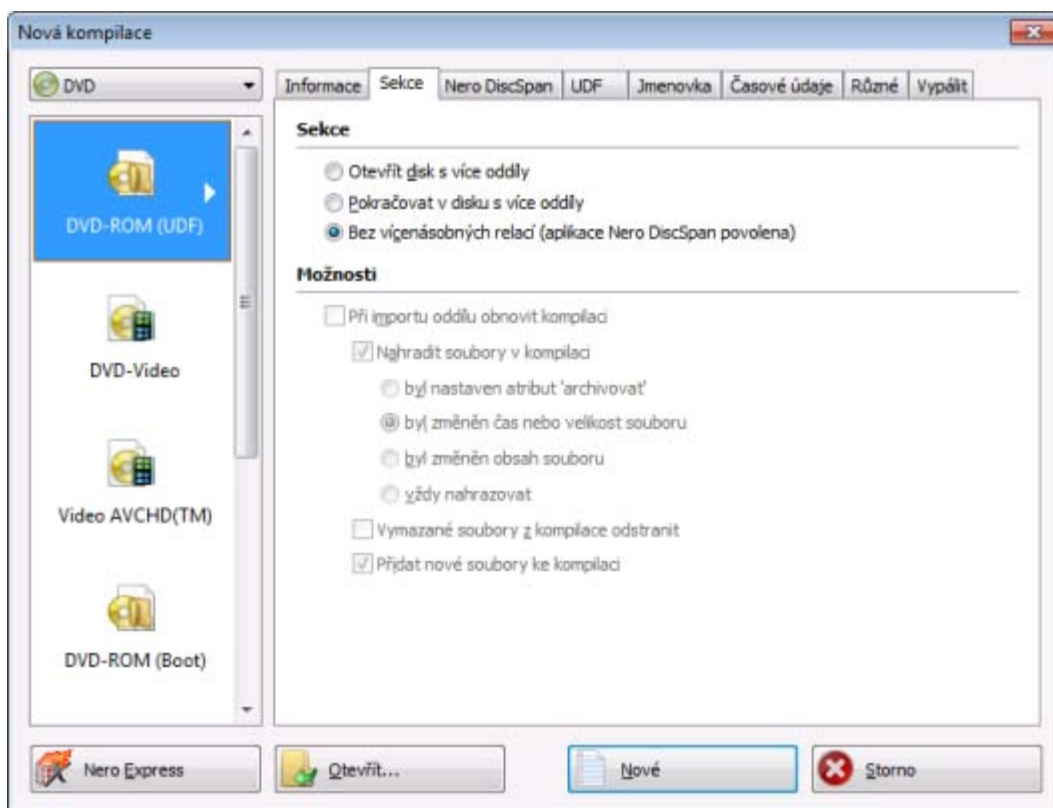 Nová kompilace
DVD
Informace
Sekce
Nero DiscSpan
UDF
Jmenovka
Časové údaje
Různé
Vypálit
DVD-ROM (UDF)
DVD-Video
Video AVCHD(TM)
DVD-ROM (Boot)
Sekce
Otevřít disk s více oddíly
Pokračovat v disku s více oddíly
Bez vícenásobných relací (aplikace Nero DiscSpan povolena)
Možnosti
Při importu oddílu obnovit kompilaci
Nahradit soubory v kompilaci
byl nastaven atribut 'archivovat'
byl změněn čas nebo velikost souboru
byl změněn obsah souboru
vždy nahrazovat
Vymazané soubory z kompilace odstranit
Přidat nové soubory ke kompilaci
Nero Express
Otevřít...
Nové
Storno